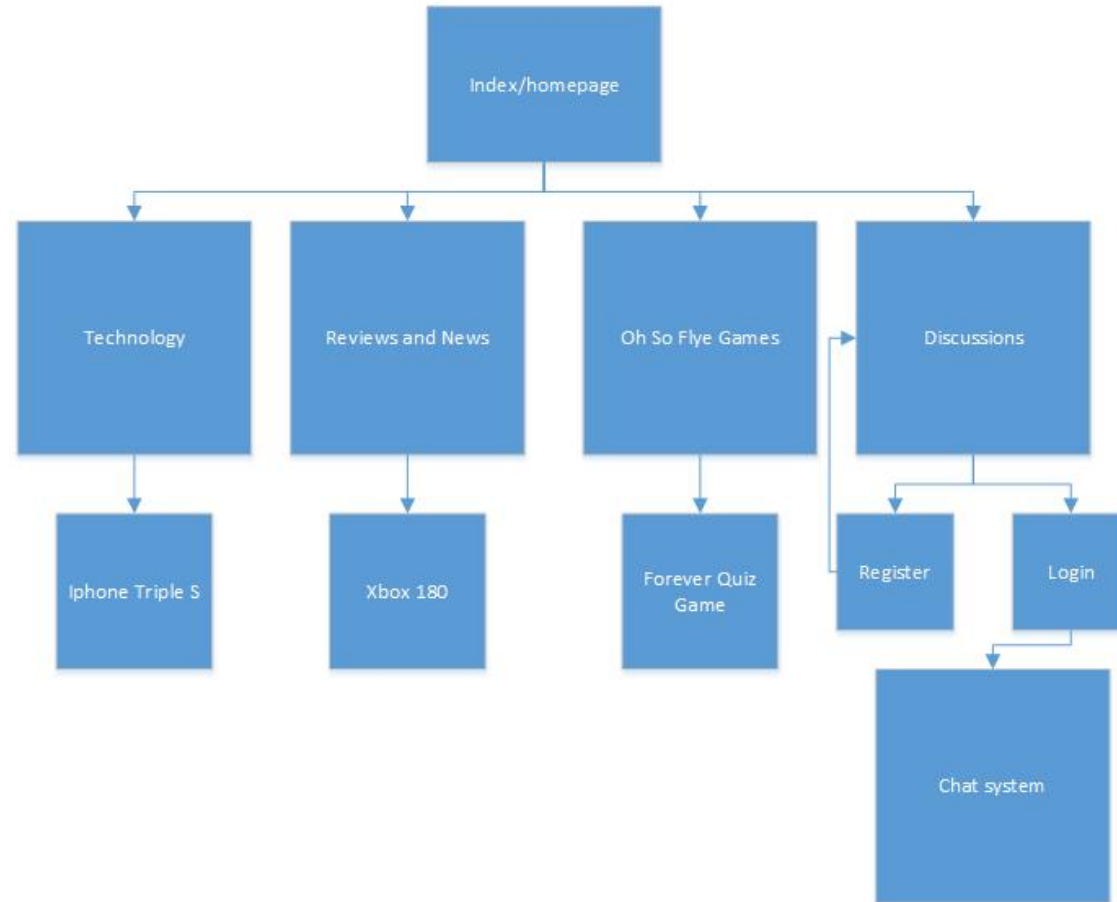 Index/homepage
Technology
Reviews and News
Oh So Flye Games
Discussions
Iphone Triple S
Xbox 180
Forever Quiz
Game
Register
Login
Chat system